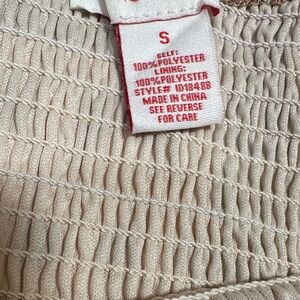 S
SELF:
100%POLYESTER
LINING:
100%POLYESTER
STYLE# ID18488
MADE IN CHINA
SEE REVERSE
FOR CARE